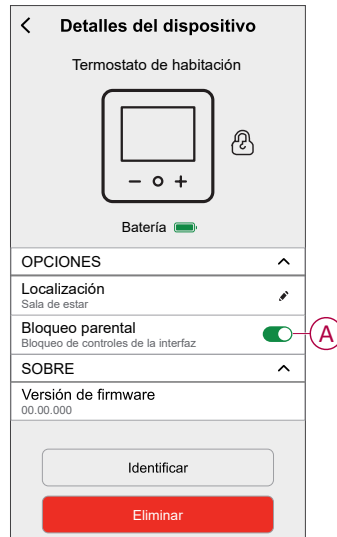 Detalles del dispositivo
Termostato de habitación
Batería
OPCIONES
Localización
Sala de estar
Bloqueo parental
Bloqueo de controles de la interfaz
A
SOBRE
Versión de firmware
00.00.000
Identificar
Eliminar